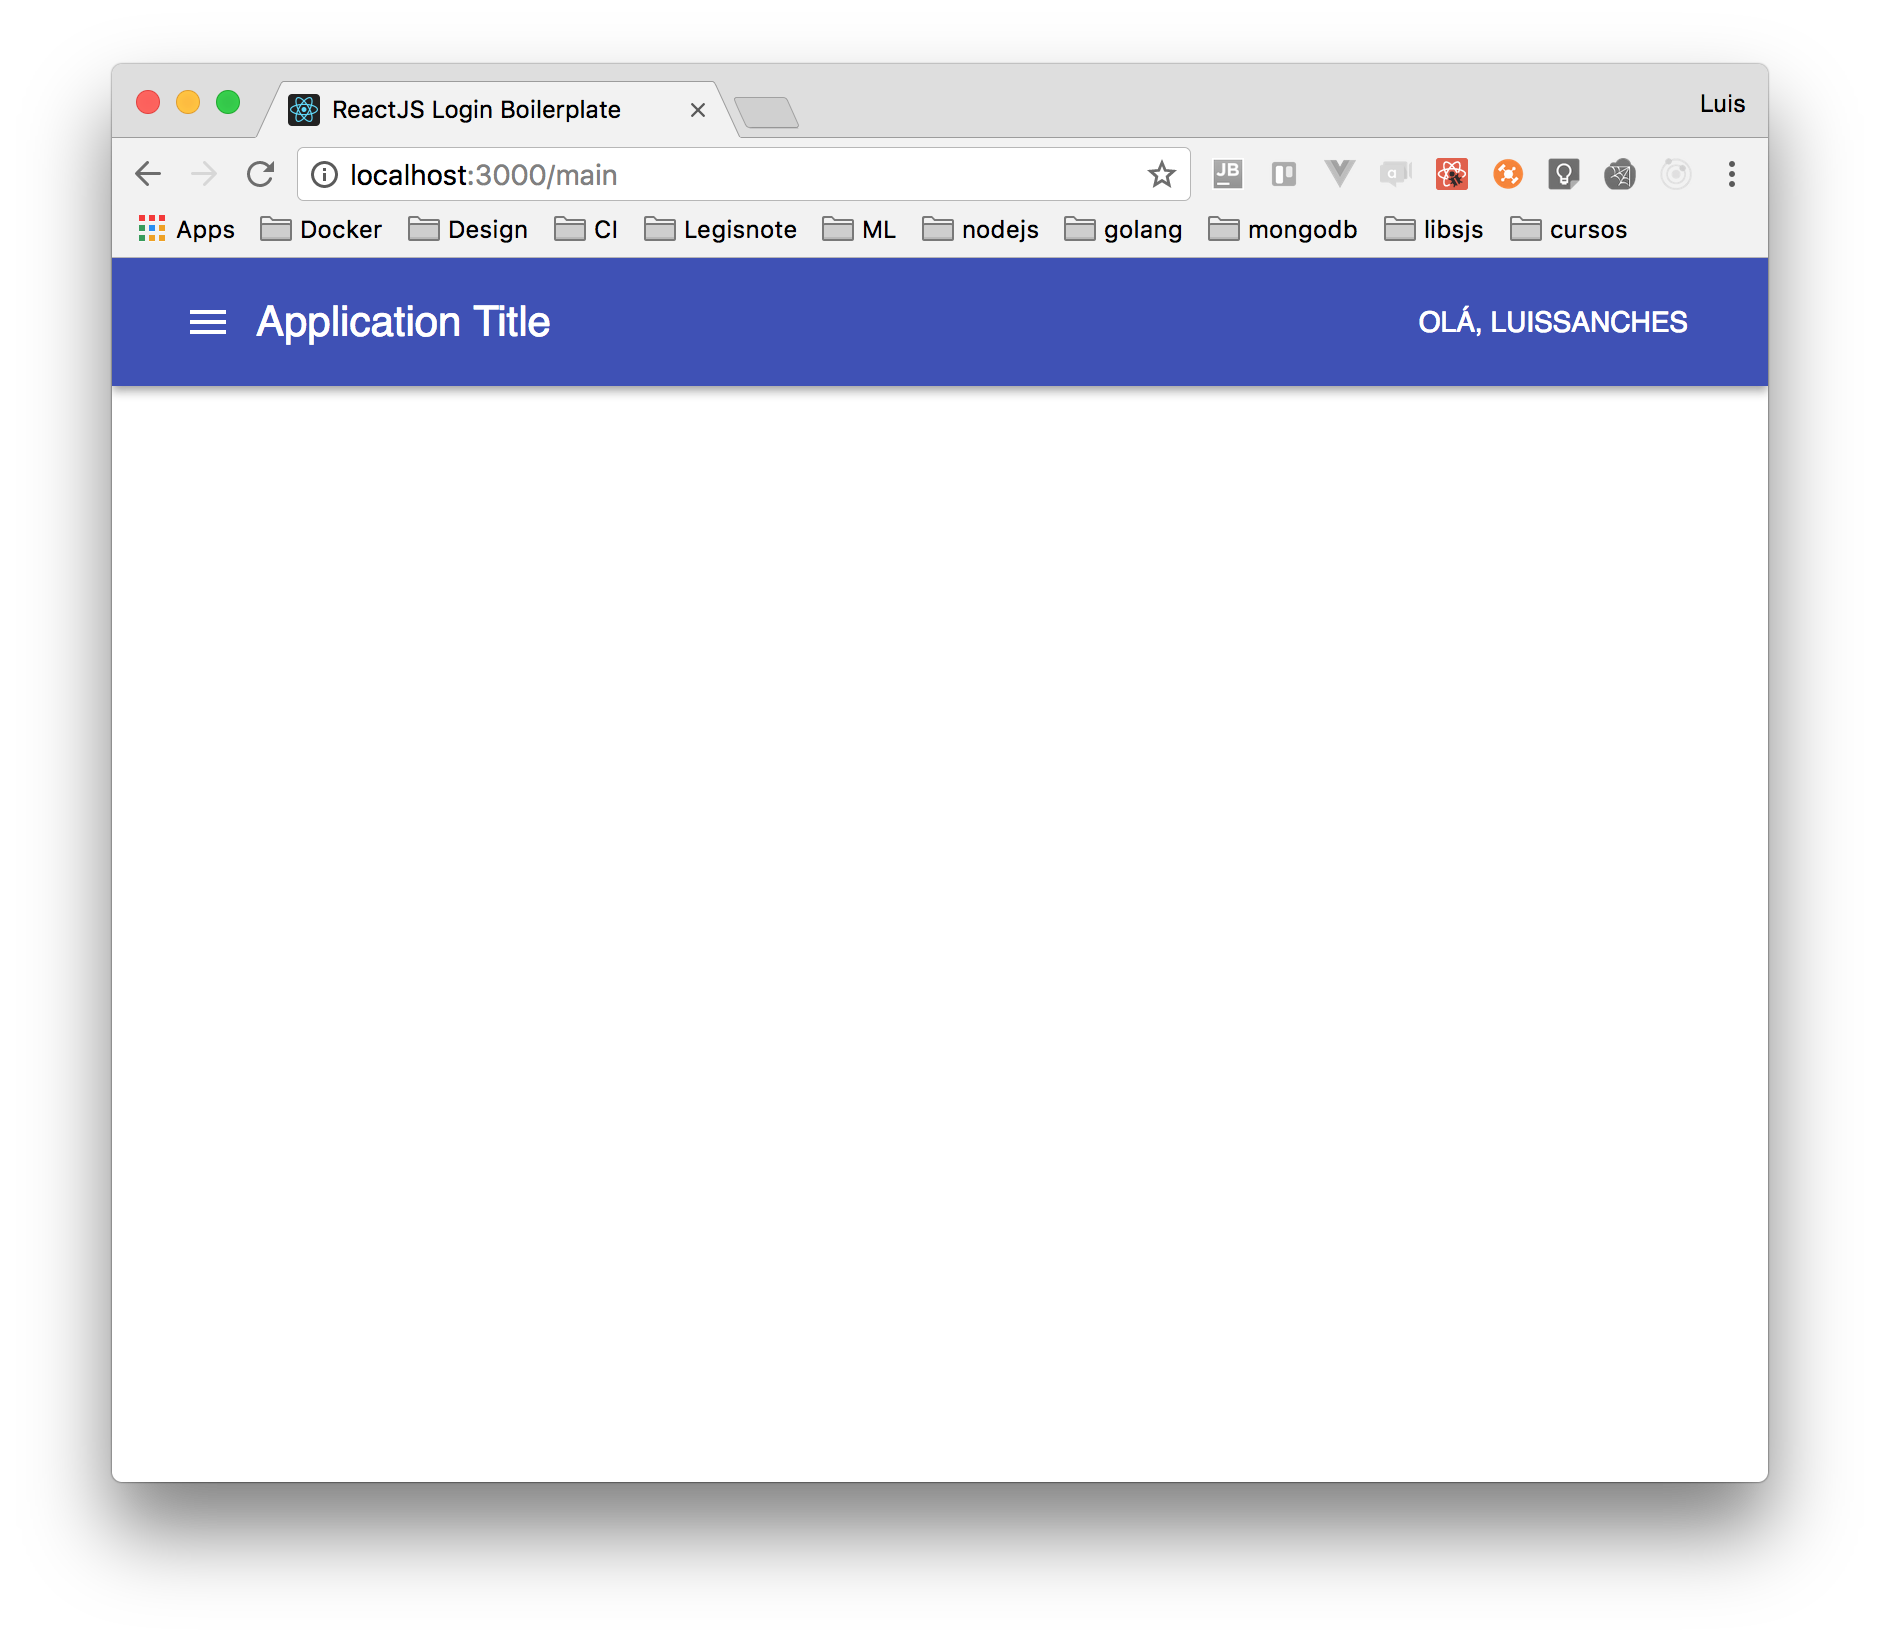 ReactJS Login Boilerplate
Luis
localhost:3000/main
JB
a
Apps Docker Design CI Legisnote ML nodejs golang mongodb libsjs cursos
Application Title
OLÁ, LUISSANCHES